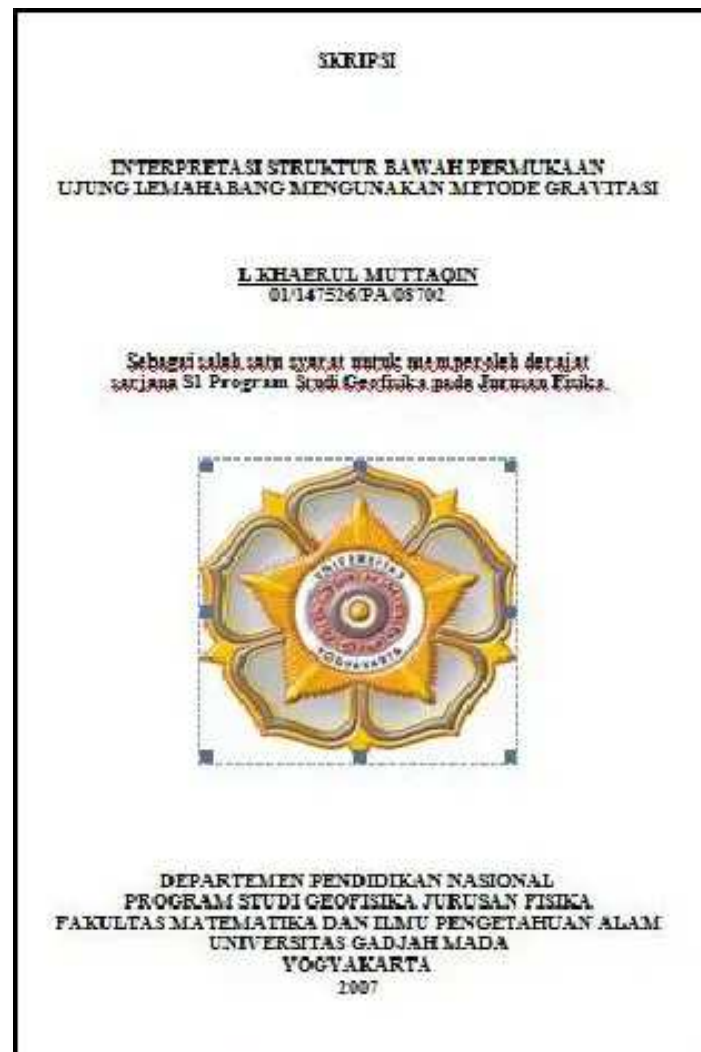 SKRIPSI
INTERPRETASI STRUKTUR BAWAH PERMUKAAN
UJUNG LEMAHABANG MENGUNAKAN METODE GRAVITASI
L KHAERUL MUTTAQIN
01/147526/PA/08702
Sebagai salah satu syarat untuk memperoleh derajat
sarjana S1 Program Studi Geofisika pada Jurusan Fisika
UNIVERSITAS
YOGYAKARTA
DEPARTEMEN PENDIDIKAN NASIONAL
PROGRAM STUDI GEOFISIKA JURUSAN FISIKA
FAKULTAS MATEMATIKA DAN ILMU PENGETAHUAN ALAM
UNIVERSITAS GADJAH MADA
YOGYAKARTA
2007